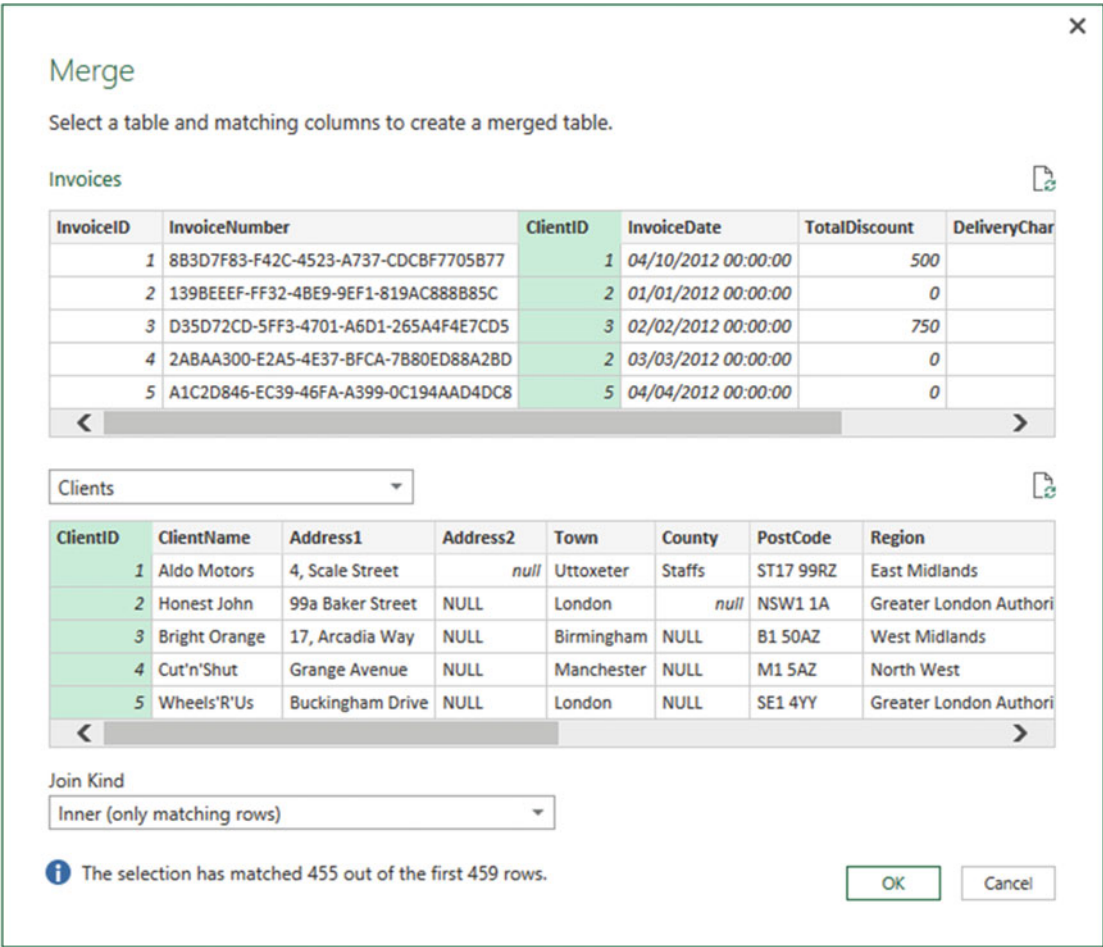 Merge
Select a table and matching columns to create a merged table.
Invoices
InvoiceID InvoiceNumber ClientID InvoiceDate TotalDiscount DeliveryChar
1 8B3D7F83-F42C-4523-A737-CDCBF7705B77 1 04/10/2012 00:00:00 500
2 139BEEEF-FF32-4BE9-9EF1-819AC888B85C 2 01/01/2012 00:00:00 0
3 D35D72CD-5FF3-4701-A6D1-265A4F4E7CD5 3 02/02/2012 00:00:00 750
4 2ABAA300-E2A5-4E37-BFCA-7B80ED88A2BD 2 03/03/2012 00:00:00 0
5 A1C2D846-EC39-46FA-A399-0C194AAD4DC8 5 04/04/2012 00:00:00 0
Clients
ClientID ClientName Address1 Address2 Town County PostCode Region
1 Aldo Motors 4, Scale Street null Uttoxeter Staffs ST17 99RZ East Midlands
2 Honest John 99a Baker Street NULL London null NSW1 1A Greater London Authori
3 Bright Orange 17, Arcadia Way NULL Birmingham NULL B1 50AZ West Midlands
4 Cut'n'Shut Grange Avenue NULL Manchester NULL M1 5AZ North West
5 Wheels'R'Us Buckingham Drive NULL London NULL SE1 4YY Greater London Authori
Join Kind
Inner (only matching rows)
The selection has matched 455 out of the first 459 rows.
OK Cancel